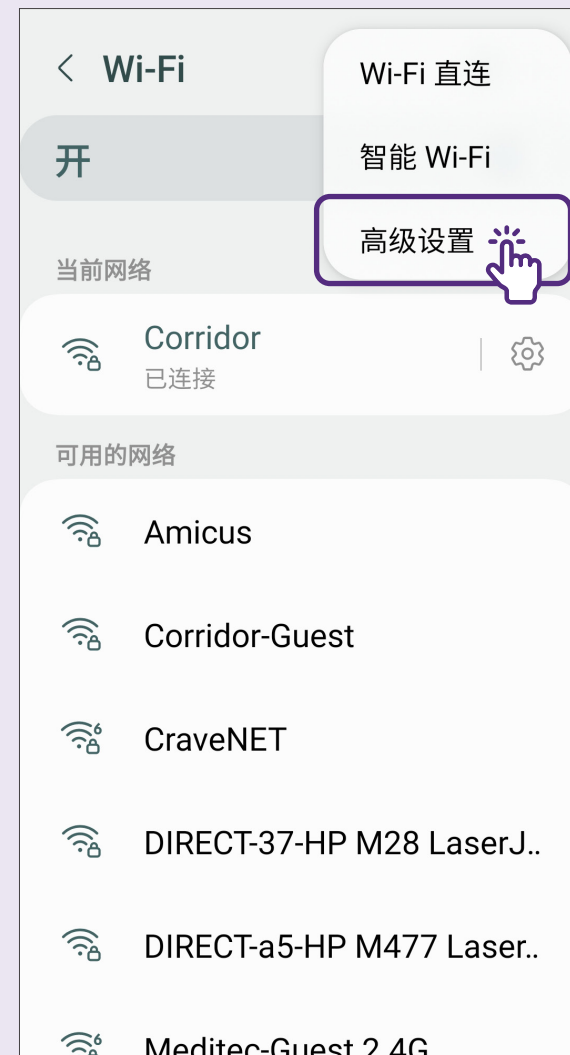 Wi-Fi
Wi-Fi 直连
智能 Wi-Fi
高级设置
开
当前网络
Corridor
已连接
可用的网络
Amicus
Corridor-Guest
CraveNET
DIRECT-37-HP M28 LaserJ..
DIRECT-a5-HP M477 Laser..
Meditec-Guest 2.4G